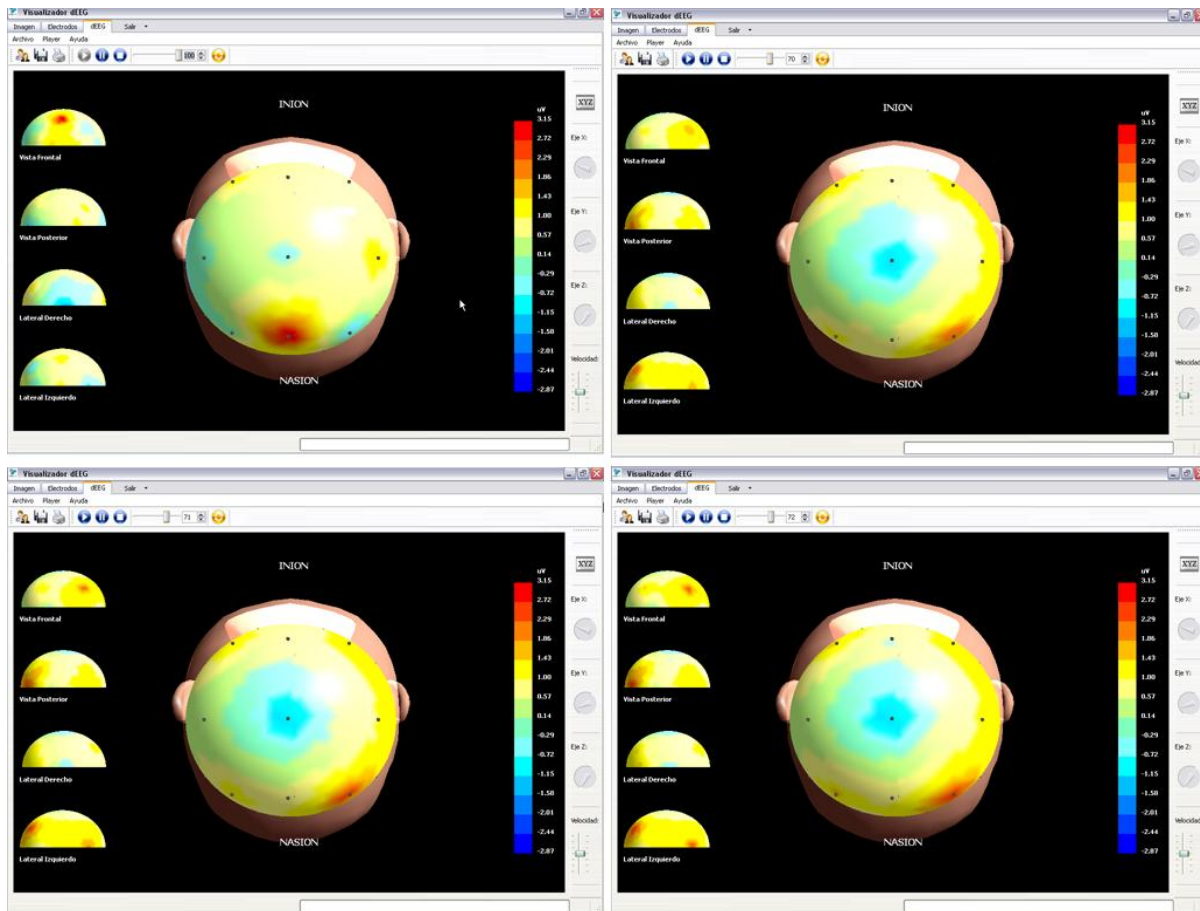 Visualizador dEEG
Imagen Electrodos dEEG Salir
Archivo Player Ayuda
100
INION
Vista Frontal
Vista Posterior
Lateral Derecho
Lateral Izquierdo
NASION
uV
3.15
2.72
2.29
1.86
1.43
1.00
0.57
0.14
-0.29
-0.72
-1.15
-1.58
-2.01
-2.44
-2.87
XYZ
Eje X:
Eje Y:
Eje Z:
Velocidad:
Visualizador dEEG
Imagen Electrodos dEEG Salir
Archivo Player Ayuda
70
INION
Vista Frontal
Vista Posterior
Lateral Derecho
Lateral Izquierdo
NASION
uV
3.15
2.72
2.29
1.86
1.43
1.00
0.57
0.14
-0.29
-0.72
-1.15
-1.58
-2.01
-2.44
-2.87
XYZ
Eje X:
Eje Y:
Eje Z:
Velocidad
Visualizador dEEG
Imagen Electrodos dEEG Salir
Archivo Player Ayuda
71
INION
Vista Frontal
Vista Posterior
Lateral Derecho
Lateral Izquierdo
NASION
uV
3.15
2.72
2.29
1.86
1.43
1.00
0.57
0.14
-0.29
-0.72
-1.15
-1.58
-2.01
-2.44
-2.87
XYZ
Eje X:
Eje Y:
Eje Z:
Velocidad:
Visualizador dEEG
Imagen Electrodos dEEG Salir
Archivo Player Ayuda
72
INION
Vista Frontal
Vista Posterior
Lateral Derecho
Lateral Izquierdo
NASION
uV
3.15
2.72
2.29
1.86
1.43
1.00
0.57
0.14
-0.29
-0.72
-1.15
-1.58
-2.01
-2.44
-2.87
XYZ
Eje X:
Eje Y:
Eje Z:
Velocidad